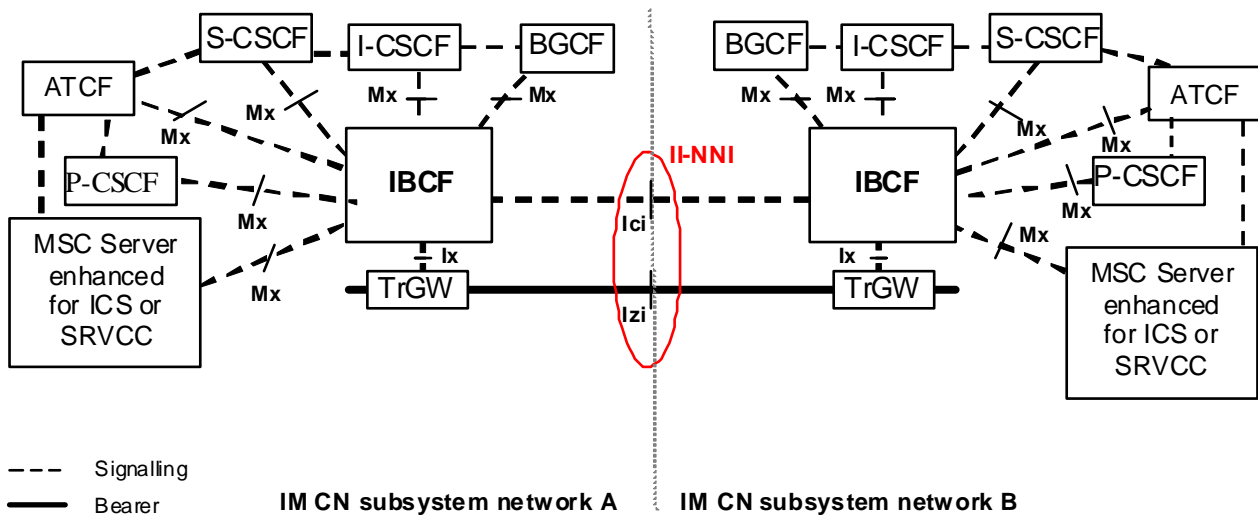 S-CSCF
I-CSCF
BGCF
BGCF
I-CSCF
S-CSCF
ATCF
ATCF
Mx
Mx
Mx
Mx
Mx
Mx
Mx
Mx
II-NNI
P-CSCF
IBCF
IBCF
P-CSCF
Mx
Mx
Ici
Mx
MSC Server
enhanced
for ICS or
SRVCC
Ix
Ix
Mx
MSC Server
enhanced
for ICS or
SRVCC
TrGW
TrGW
Izi
Signalling
Bearer
IM CN subsystem network A
IM CN subsystem network B